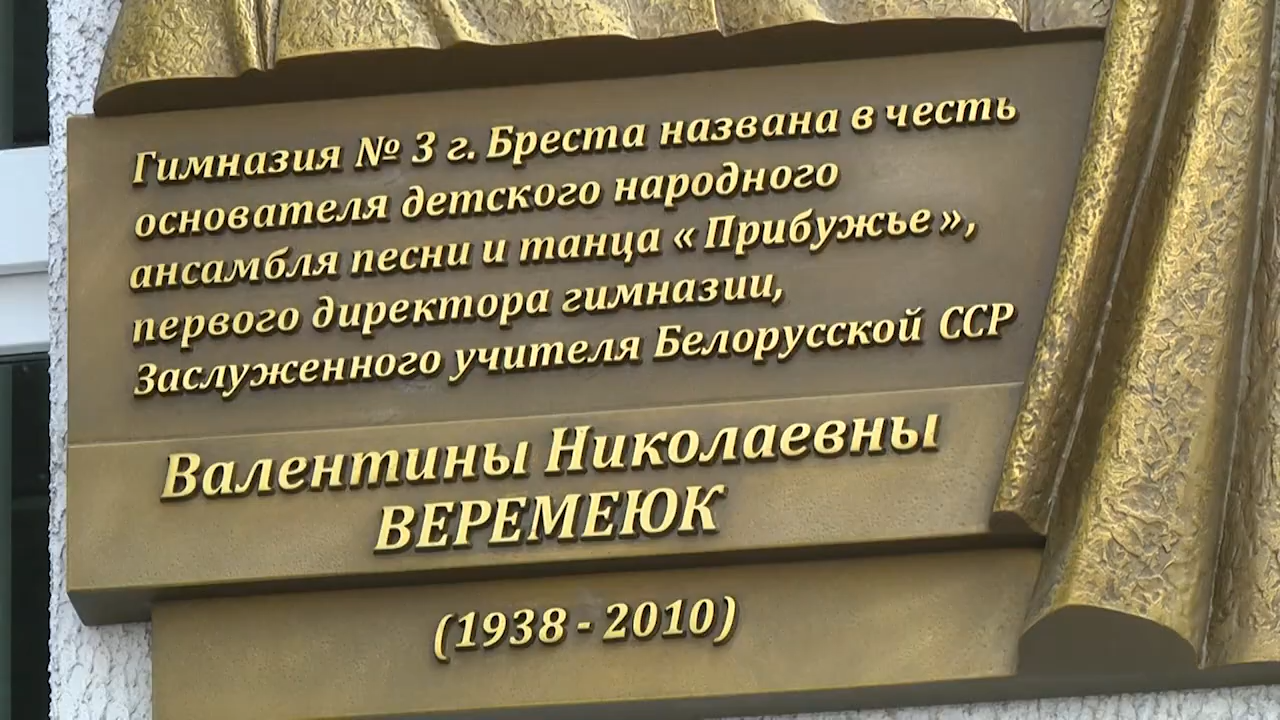 Гимназия № 3 г. Бреста названа в честь
основателя детского народного
ансамбля песни и танца « Прибужье »,
первого директора гимназии,
Заслуженного учителя Белорусской ССР
Валентины Николаевны
ВЕРЕМЕЮК
(1938 - 2010)